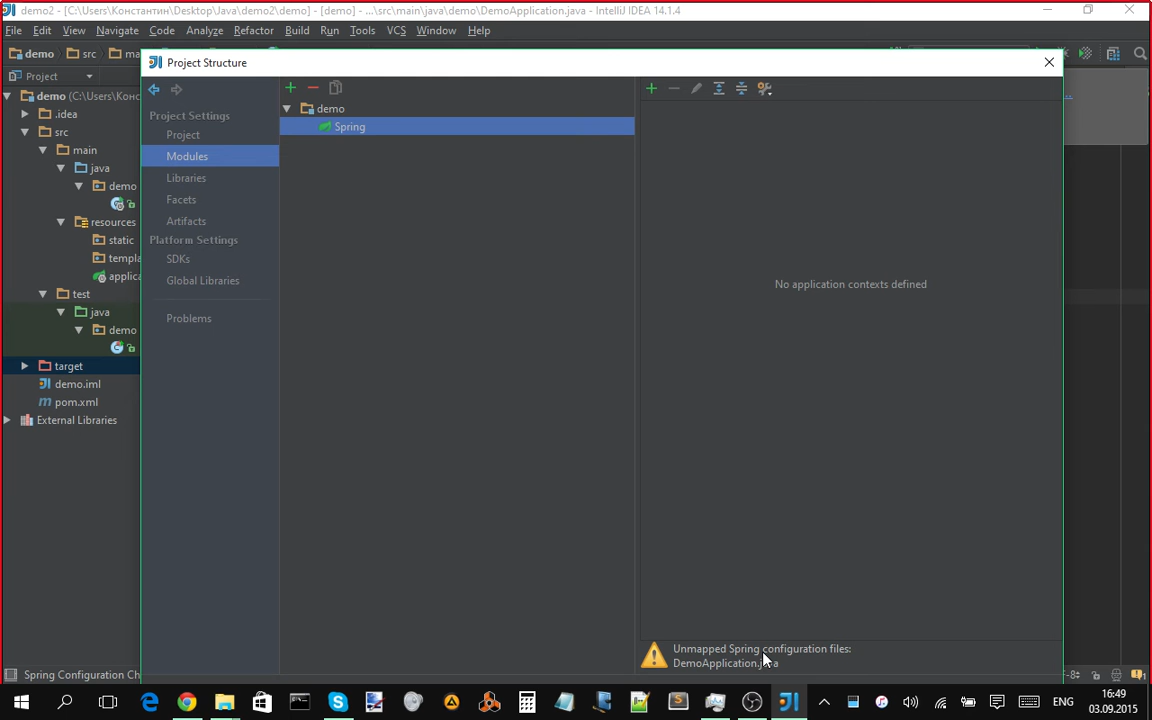 demo2 - [C:\Users\Константин\Desktop\Java\demo2\demo] - [demo] - ...\src\main\java\demo\DemoApplication.java - IntelliJ IDEA 14.1.4
File Edit View Navigate Code Analyze Refactor Build Run Tools VCS Window Help
demo src ma
Project
demo (C:\Users\Конс
.idea
src
main
java
demo
resources
static
templa
applica
test
java
demo
target
demo.iml
pom.xml
External Libraries
Project Structure
Project Settings
Project
Modules
Libraries
Facets
Artifacts
Platform Settings
SDKs
Global Libraries
Problems
demo
Spring
No application contexts defined
Unmapped Spring configuration files:
DemoApplication.java
Spring Configuration Ch
F-8
ENG
16:49
03.09.2015